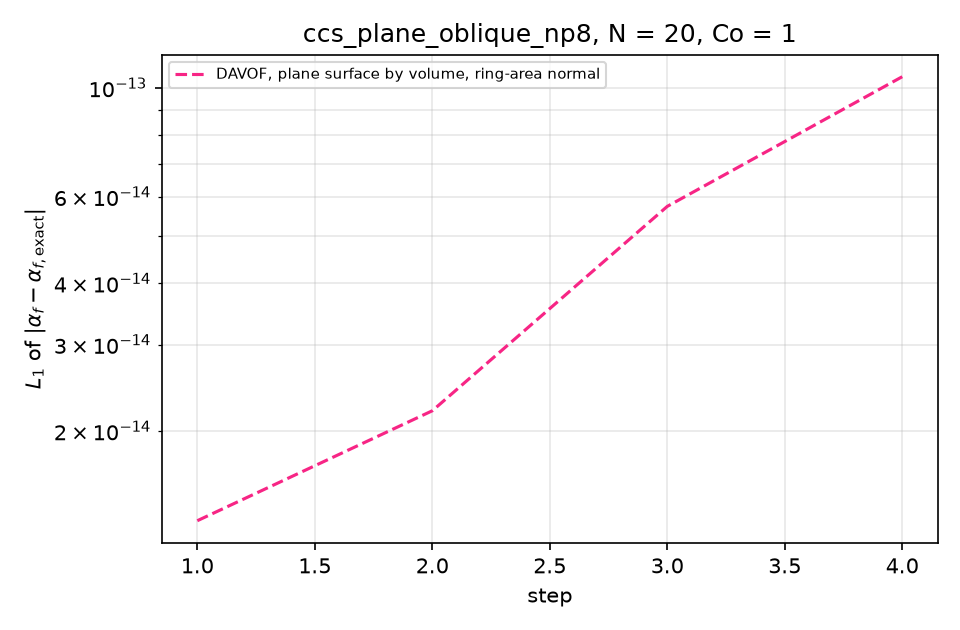 ccs_plane_oblique_np8, N = 20, Co = 1
DAVOF, plane surface by volume, ring-area normal
10⁻¹³
6 × 10⁻¹⁴
4 × 10⁻¹⁴
3 × 10⁻¹⁴
2 × 10⁻¹⁴
L₁ of |α_f − α_{f,exact}|
1.0 1.5 2.0 2.5 3.0 3.5 4.0
step